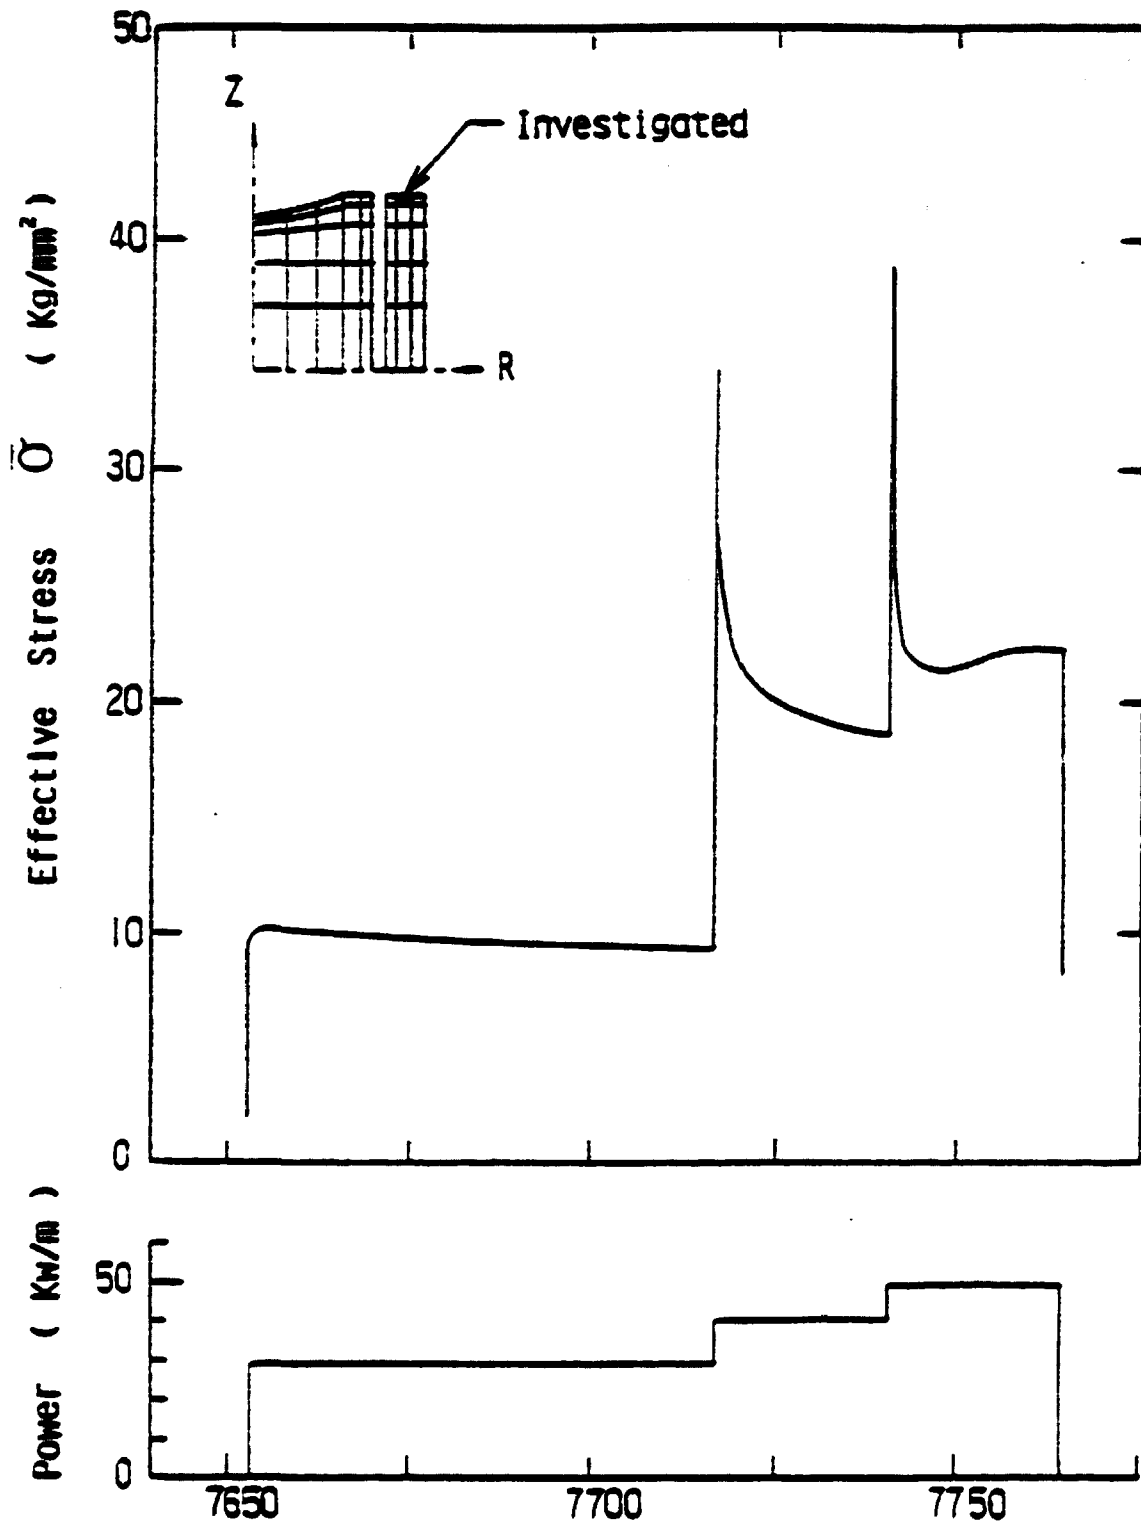 50
40
30
20
10
0
Effective Stress σ̄ ( Kg/mm² )
Z
Investigated
R
Power ( Kw/m )
50
0
7650
7700
7750